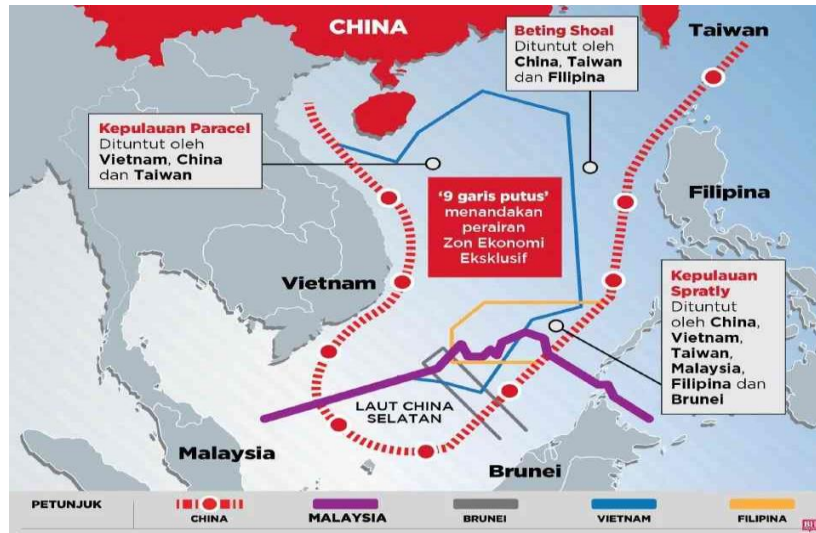 CHINA
Beting Shoal
Dituntut oleh
China, Taiwan
dan Filipina
Taiwan
Kepulauan Paracel
Dituntut oleh
Vietnam, China
dan Taiwan
'9 garis putus'
menandakan
perairan
Zon Ekonomi
Eksklusif
Filipina
Vietnam
Kepulauan
Spratly
Dituntut
oleh China,
Vietnam,
Taiwan,
Malaysia,
Filipina dan
Brunei
LAUT CHINA
SELATAN
Malaysia
Brunei
PETUNJUK
CHINA
MALAYSIA
BRUNEI
VIETNAM
FILIPINA